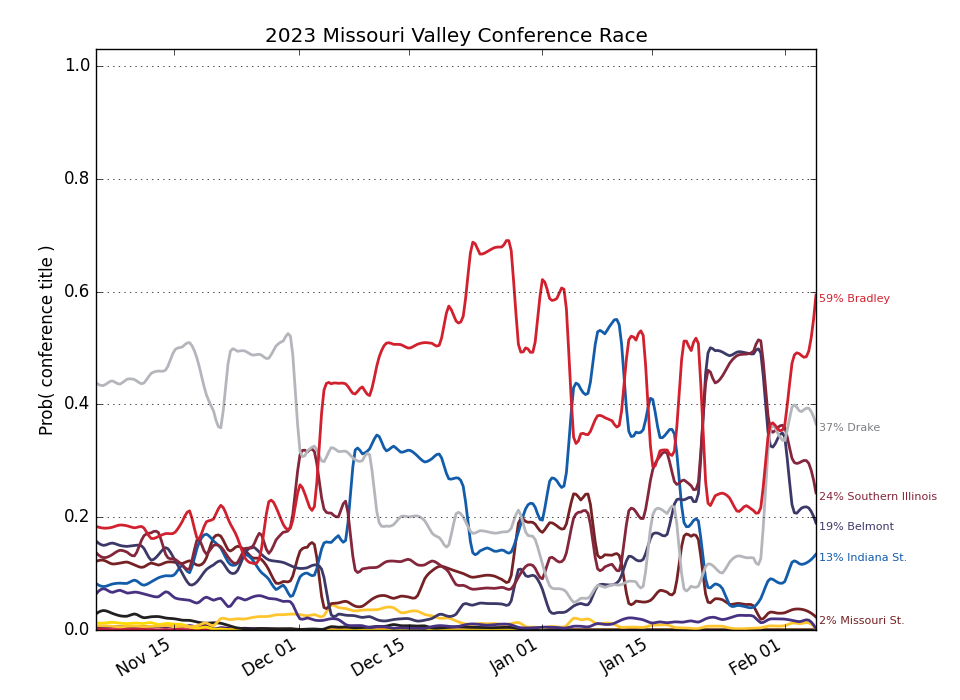 2023 Missouri Valley Conference Race
Prob( conference title )
1.0
0.8
0.6
0.4
0.2
0.0
Nov 15
Dec 01
Dec 15
Jan 01
Jan 15
Feb 01
59% Bradley
37% Drake
24% Southern Illinois
19% Belmont
13% Indiana St.
2% Missouri St.